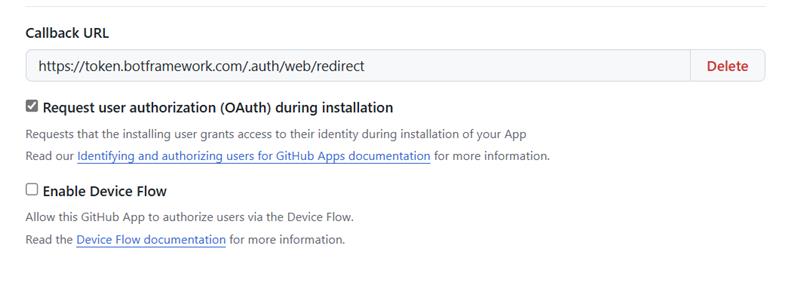 Callback URL
https://token.botframework.com/.auth/web/redirect
Delete
Request user authorization (OAuth) during installation
Requests that the installing user grants access to their identity during installation of your App
Read our Identifying and authorizing users for GitHub Apps documentation for more information.
Enable Device Flow
Allow this GitHub App to authorize users via the Device Flow.
Read the Device Flow documentation for more information.